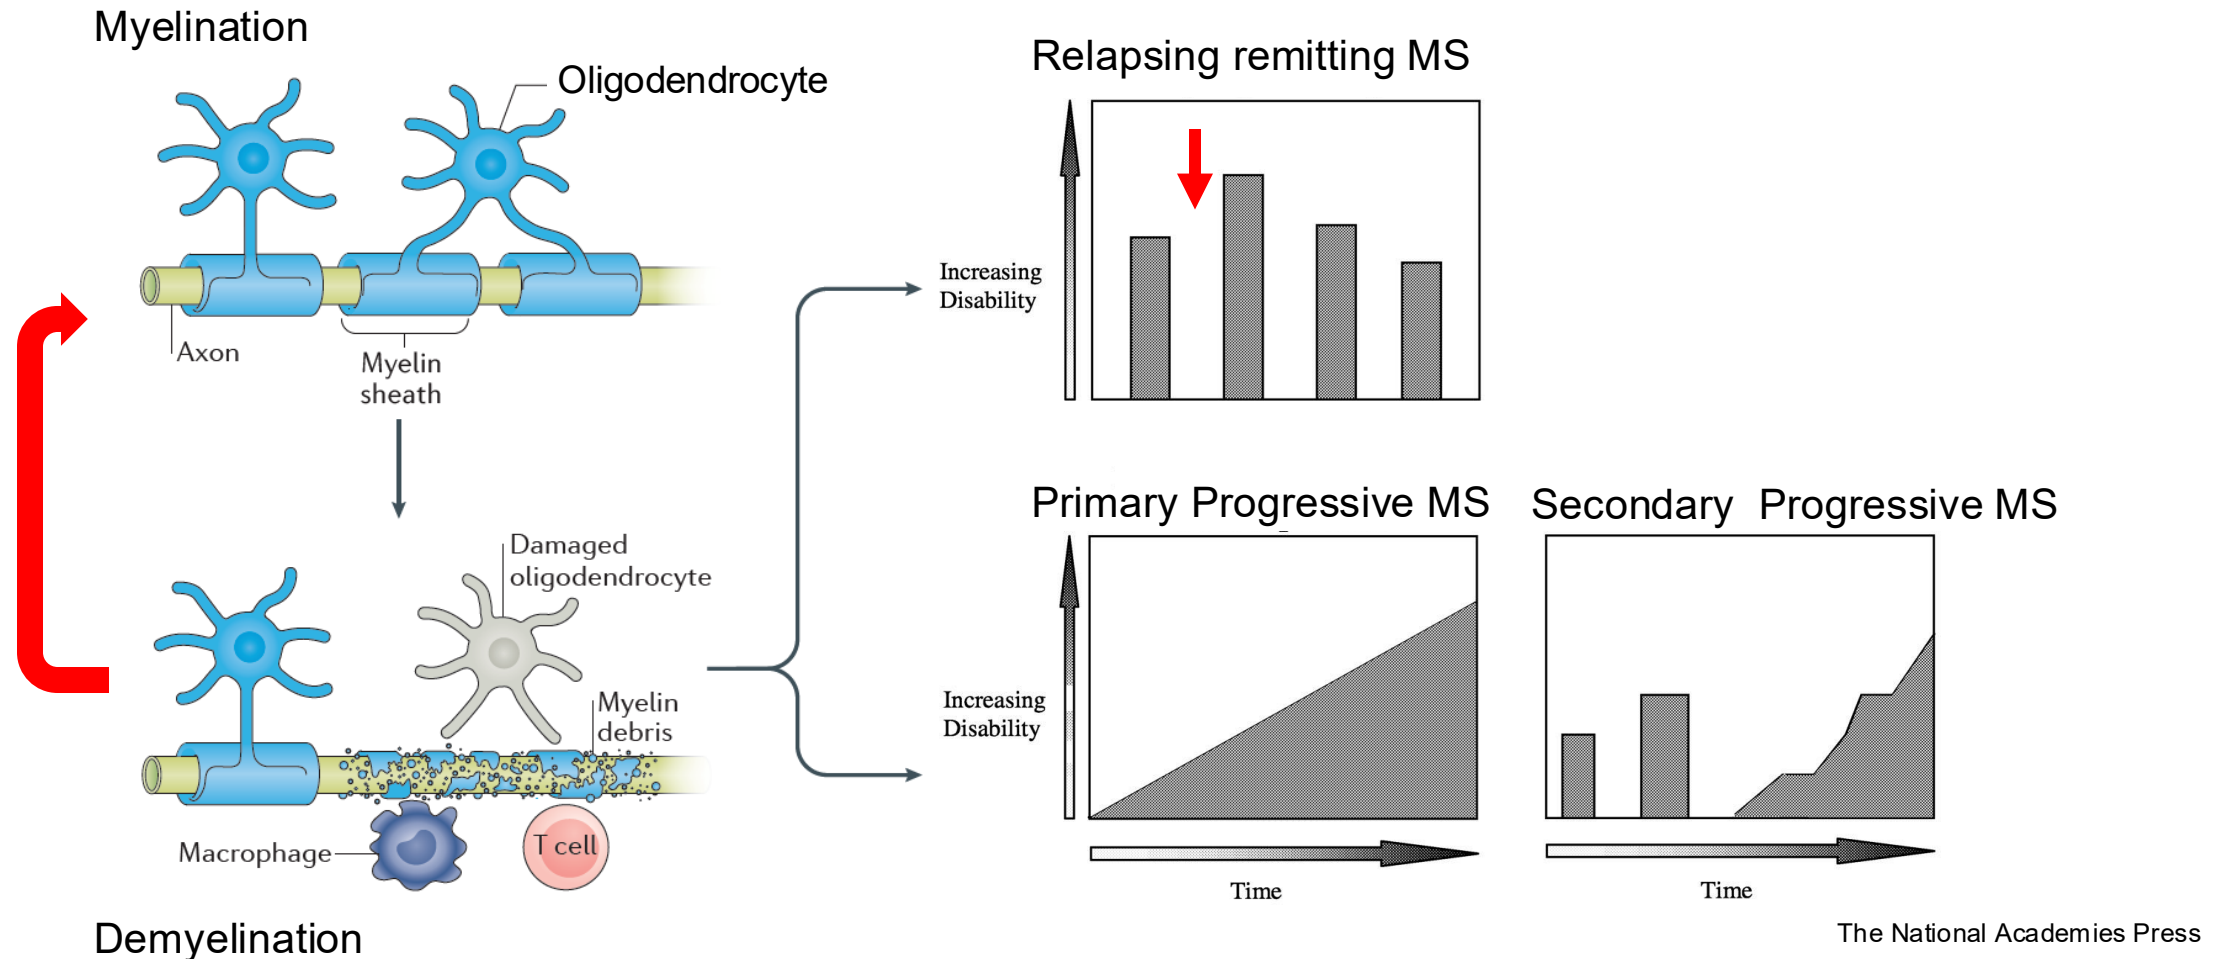 Myelination
Oligodendrocyte
Axon
Myelin
sheath
Damaged
oligodendrocyte
Myelin
debris
Macrophage
T cell
Demyelination
Relapsing remitting MS
Increasing
Disability
Primary Progressive MS
Increasing
Disability
Time
Secondary  Progressive MS
Time
The National Academies Press